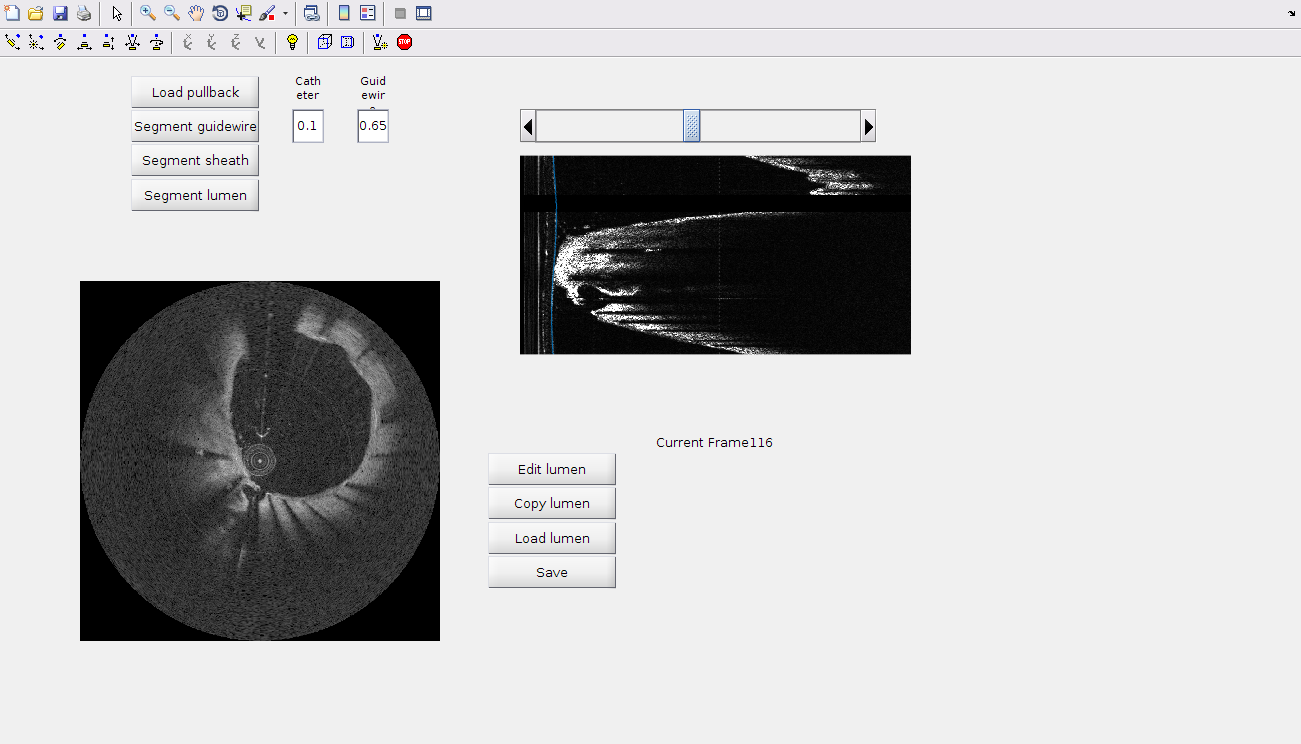 STOP
Load pullback
Segment guidewire
Segment sheath
Segment lumen
Cath
eter
Guid
ewir
0.1
0.65
Current Frame116
Edit lumen
Copy lumen
Load lumen
Save